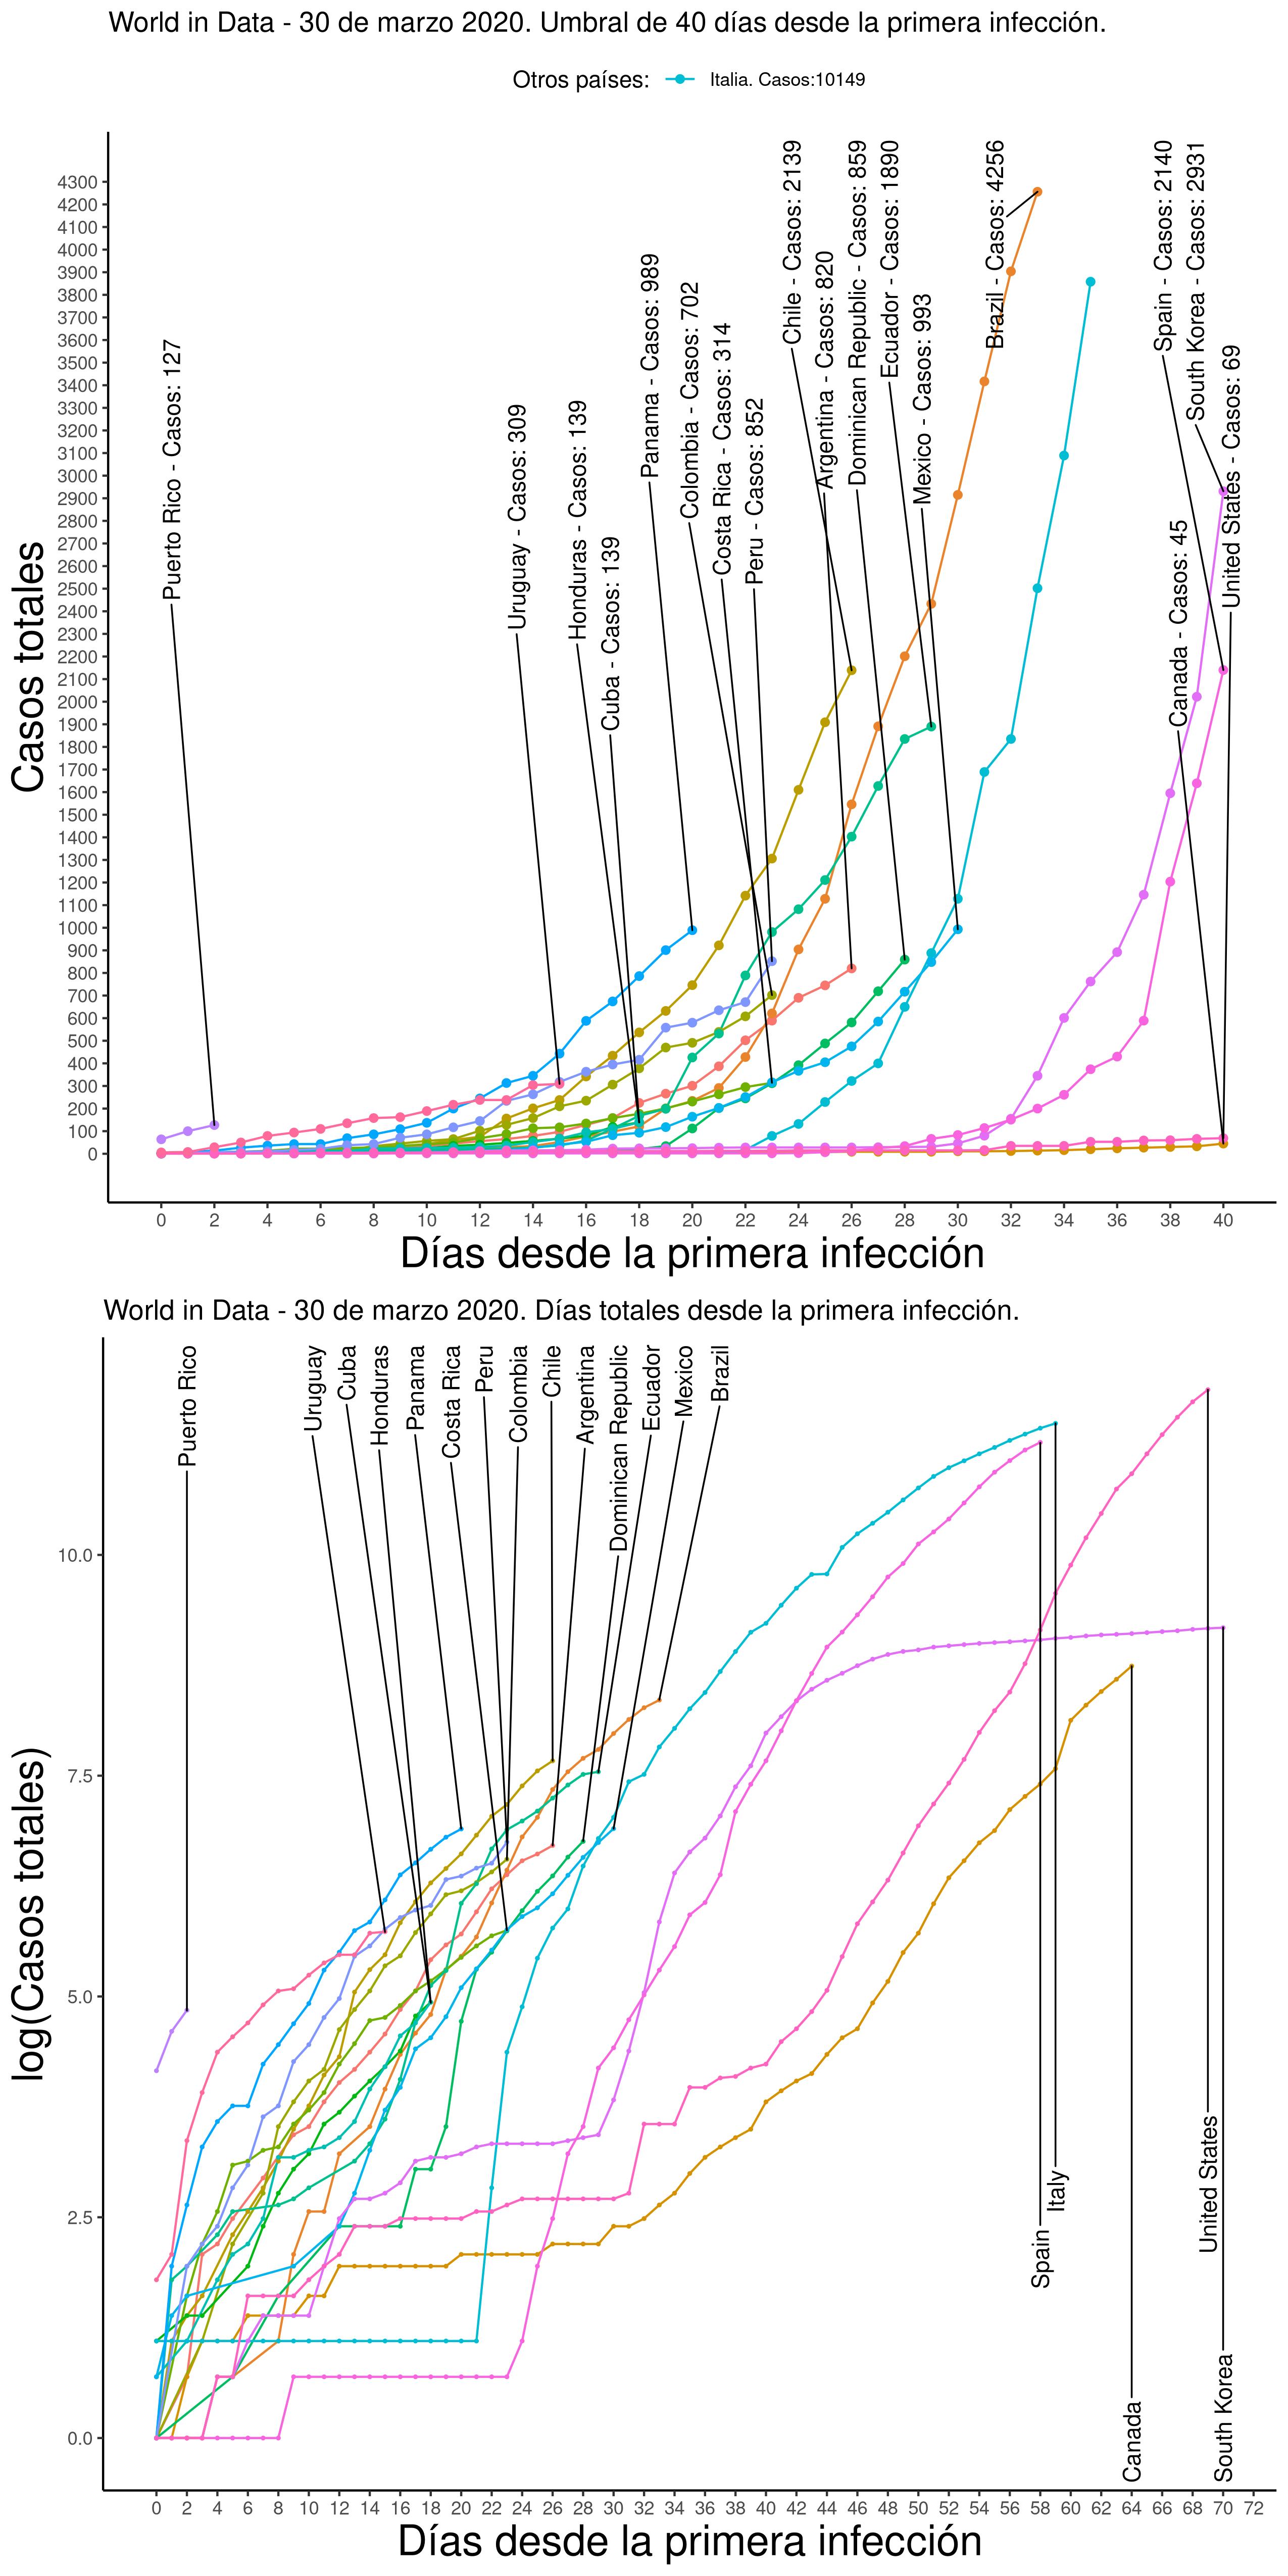 World in Data - 30 de marzo 2020. Umbral de 40 días desde la primera infección.
Otros países: Italia. Casos:10149
Casos totales
4300
4200
4100
4000
3900
3800
3700
3600
3500
3400
3300
3200
3100
3000
2900
2800
2700
2600
2500
2400
2300
2200
2100
2000
1900
1800
1700
1600
1500
1400
1300
1200
1100
1000
900
800
700
600
500
400
300
200
100
0
Puerto Rico - Casos: 127
Uruguay - Casos: 309
Honduras - Casos: 139
Cuba - Casos: 139
Panama - Casos: 989
Colombia - Casos: 702
Costa Rica - Casos: 314
Peru - Casos: 852
Chile - Casos: 2139
Argentina - Casos: 820
Dominican Republic - Casos: 859
Ecuador - Casos: 1890
Mexico - Casos: 993
Brazil - Casos: 4256
Spain - Casos: 2140
South Korea - Casos: 2931
Canada - Casos: 45
United States - Casos: 69
0 2 4 6 8 10 12 14 16 18 20 22 24 26 28 30 32 34 36 38 40
Días desde la primera infección
World in Data - 30 de marzo 2020. Días totales desde la primera infección.
log(Casos totales)
10.0
7.5
5.0
2.5
0.0
Puerto Rico
Uruguay
Cuba
Honduras
Panama
Costa Rica
Peru
Colombia
Chile
Argentina
Dominican Republic
Ecuador
Mexico
Brazil
Spain
Italy
Canada
United States
South Korea
0 2 4 6 8 10 12 14 16 18 20 22 24 26 28 30 32 34 36 38 40 42 44 46 48 50 52 54 56 58 60 62 64 66 68 70 72
Días desde la primera infección